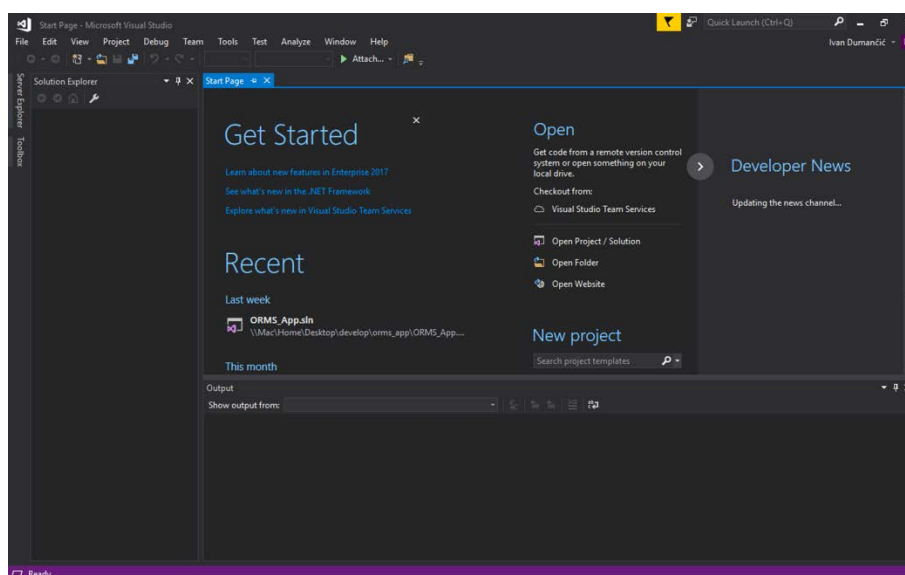 Start Page - Microsoft Visual Studio
Quick Launch (Ctrl+Q)
File Edit View Project Debug Team Tools Test Analyze Window Help
Ivan Dumančić
Attach...
Server Explorer
Toolbox
Solution Explorer
Start Page
Get Started
Learn about new features in Enterprise 2017
See what's new in the .NET Framework
Explore what's new in Visual Studio Team Services
Recent
Last week
ORMS_App.sln
\\Mac\Home\Desktop\develop\orms_app\ORMS_App....
This month
Open
Get code from a remote version control
system or open something on your
local drive.
Checkout from:
Visual Studio Team Services
Open Project / Solution
Open Folder
Open Website
New project
Search project templates
Developer News
Updating the news channel...
Output
Show output from:
Ready